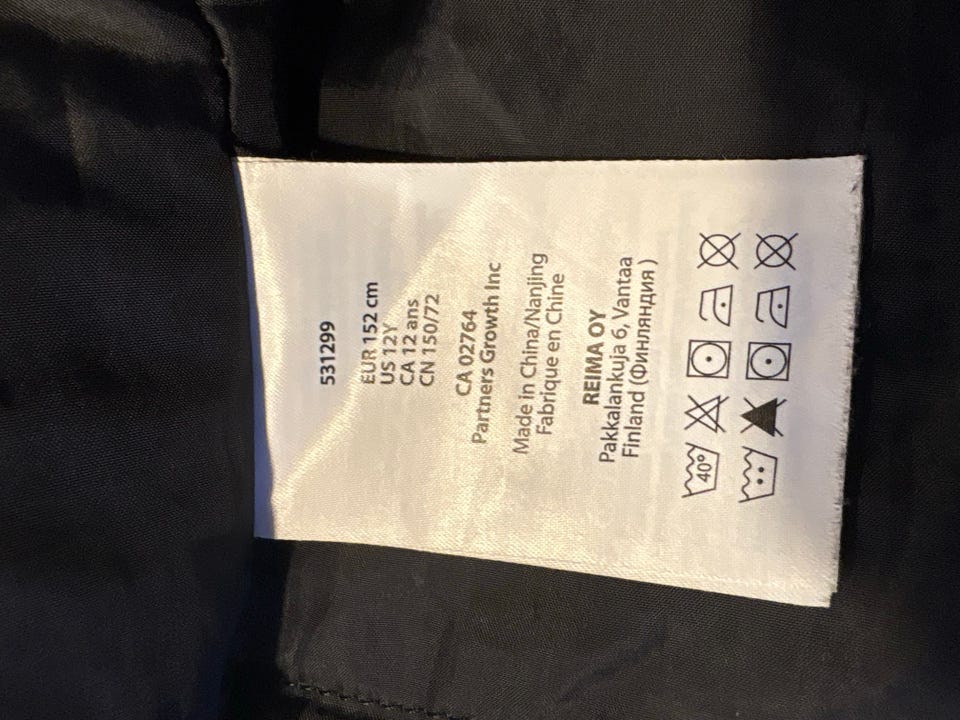 531299
EUR 152 cm
US 12Y
CA 12 ans
CN 150/72
CA 02764
Partners Growth Inc
Made in China/Nanjing
Fabrique en Chine
REIMA OY
Pakkalankuja 6, Vantaa
Finland (Финляндия )
40°